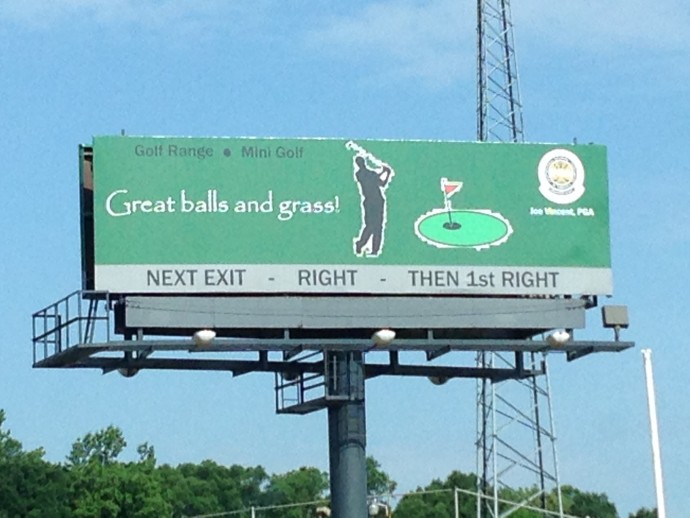 Golf Range • Mini Golf
Great balls and grass!
Joe Vincent, PGA
NEXT EXIT - RIGHT - THEN 1st RIGHT